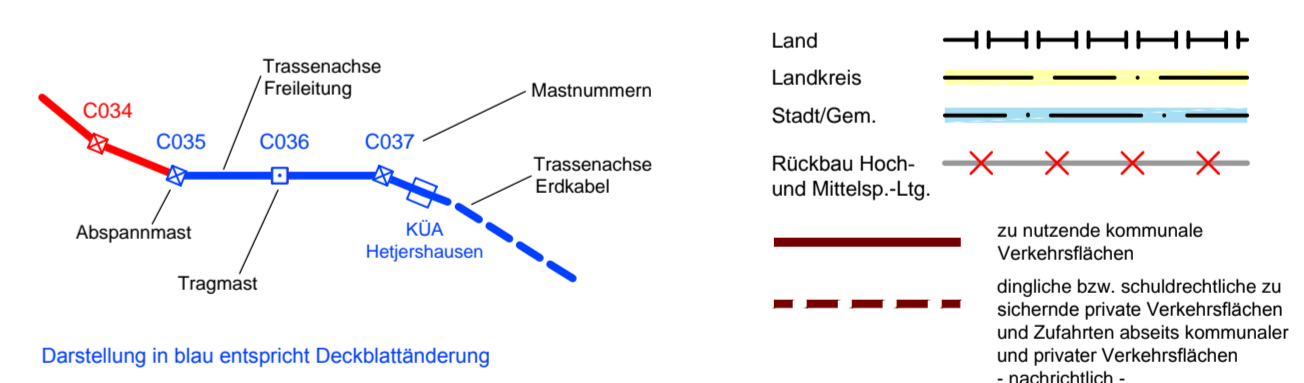 Trassenachse
Freileitung
Mastnummern
C034
C035
C036
C037
Trassenachse
Erdkabel
Abspannmast
KÜA
Hetjershausen
Tragmast
Darstellung in blau entspricht Deckblattänderung
Land
Landkreis
Stadt/Gem.
Rückbau Hoch-
und Mittelsp.-Ltg.
zu nutzende kommunale
Verkehrsflächen
dingliche bzw. schuldrechtliche zu
sichernde private Verkehrsflächen
und Zufahrten abseits kommunaler
und privater Verkehrsflächen
- nachrichtlich -